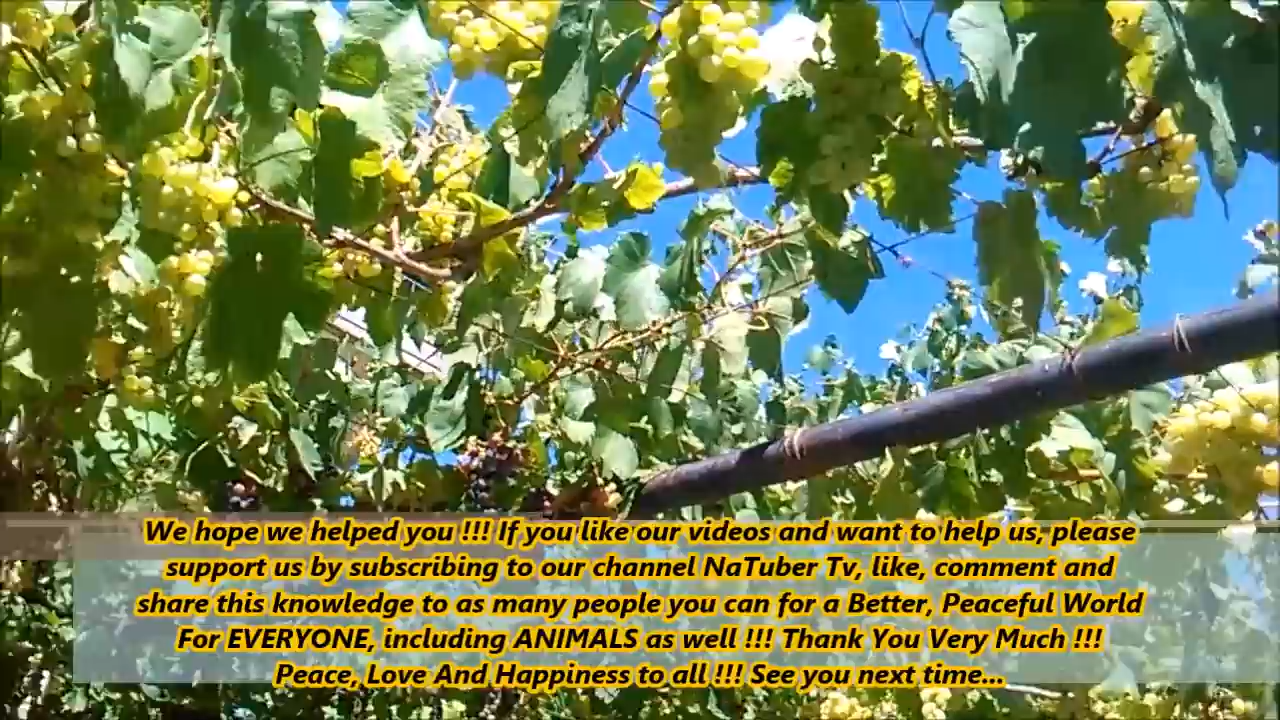 We hope we helped you !!! If you like our videos and want to help us, please
support us by subscribing to our channel NaTuber Tv, like, comment and
share this knowledge to as many people you can for a Better, Peaceful World
For EVERYONE, including ANIMALS as well !!! Thank You Very Much !!!
Peace, Love And Happiness to all !!! See you next time...